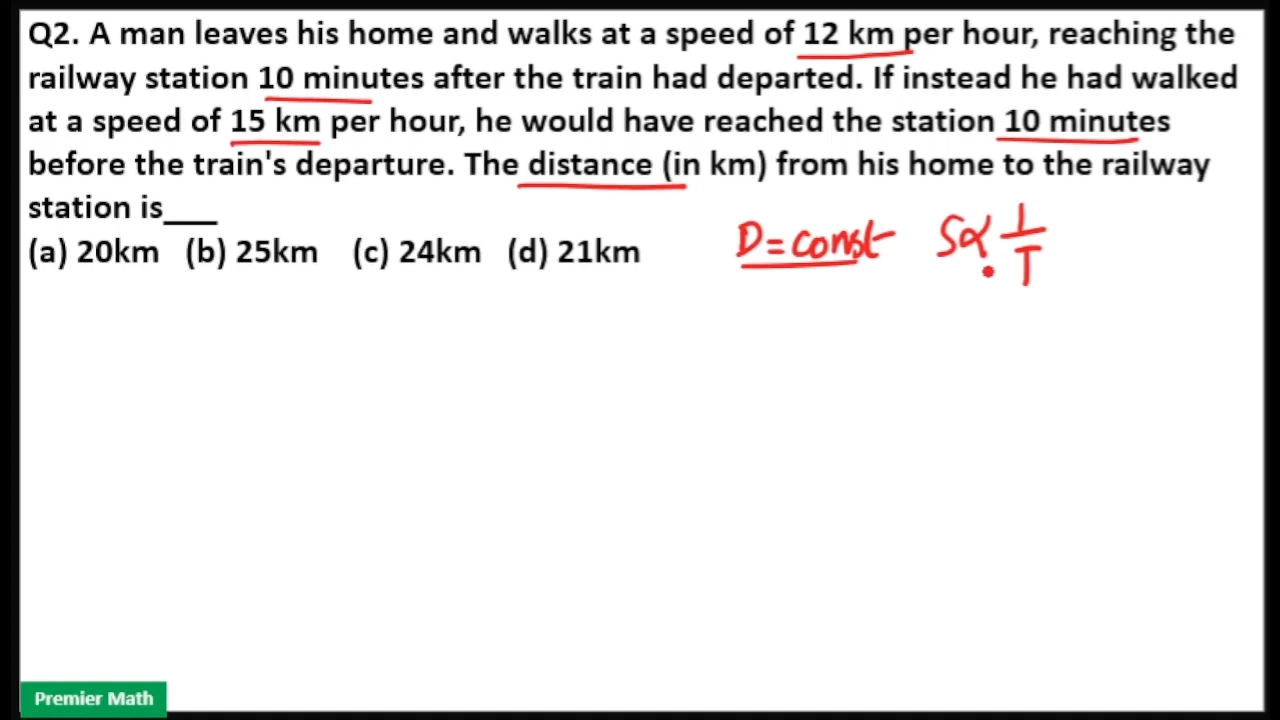 Q2. A man leaves his home and walks at a speed of 12 km per hour, reaching the
railway station 10 minutes after the train had departed. If instead he had walked
at a speed of 15 km per hour, he would have reached the station 10 minutes
before the train's departure. The distance (in km) from his home to the railway
station is___
(a) 20km (b) 25km (c) 24km (d) 21km
D = const S ∝ 1/T
Premier Math